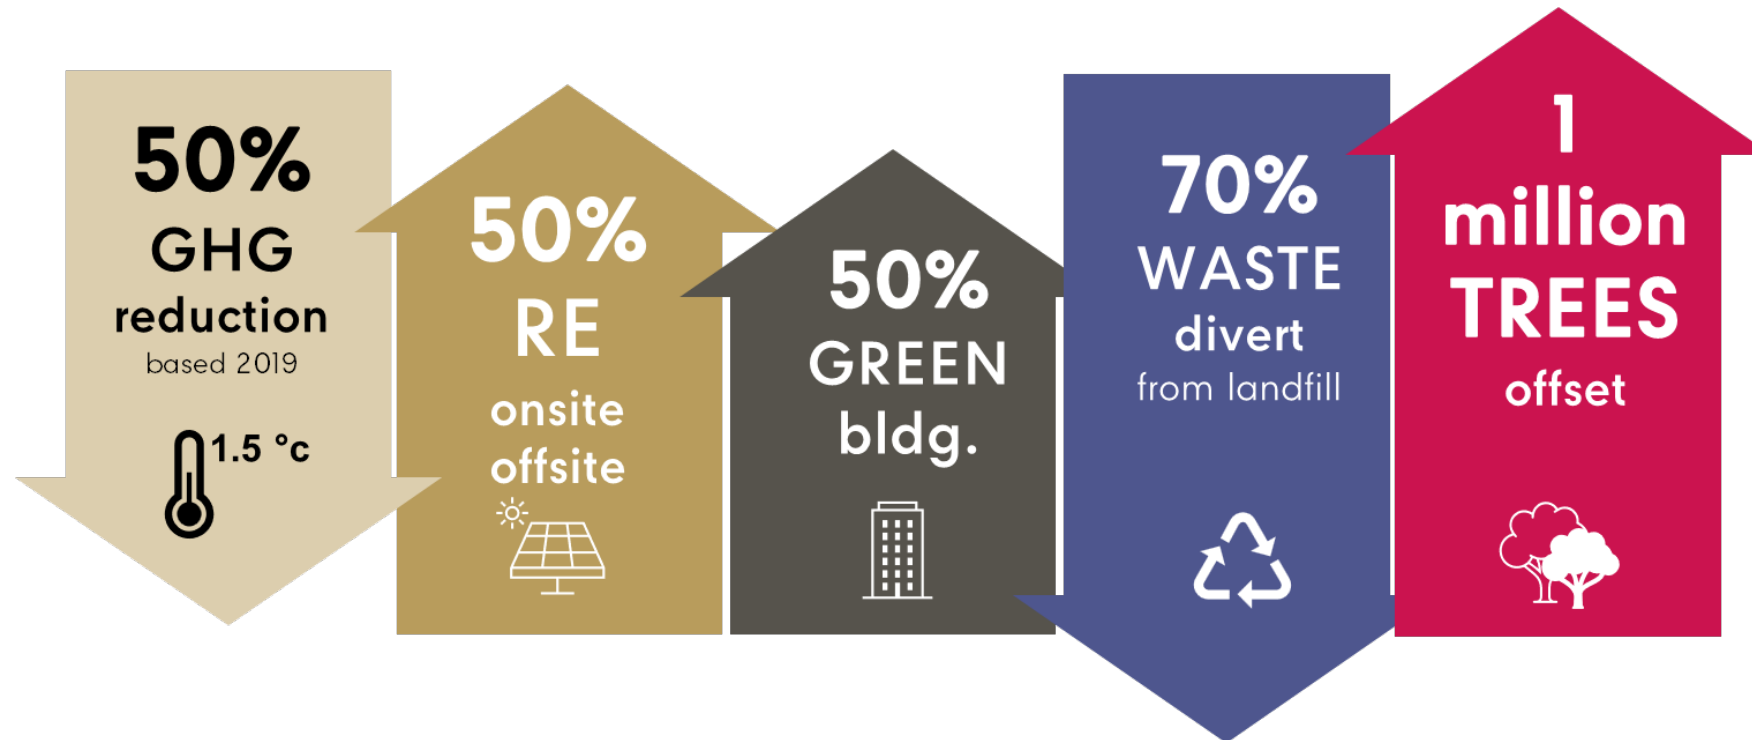 50%
GHG
reduction
based 2019
1.5 °c
50%
RE
onsite
offsite
50%
GREEN
bldg.
70%
WASTE
divert
from landfill
1
million
TREES
offset